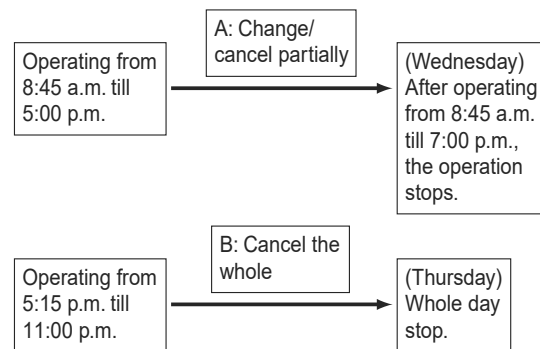 A: Change/
cancel partially
Operating from
8:45 a.m. till
5:00 p.m.
(Wednesday)
After operating
from 8:45 a.m.
till 7:00 p.m.,
the operation
stops.
B: Cancel the
whole
Operating from
5:15 p.m. till
11:00 p.m.
(Thursday)
Whole day
stop.